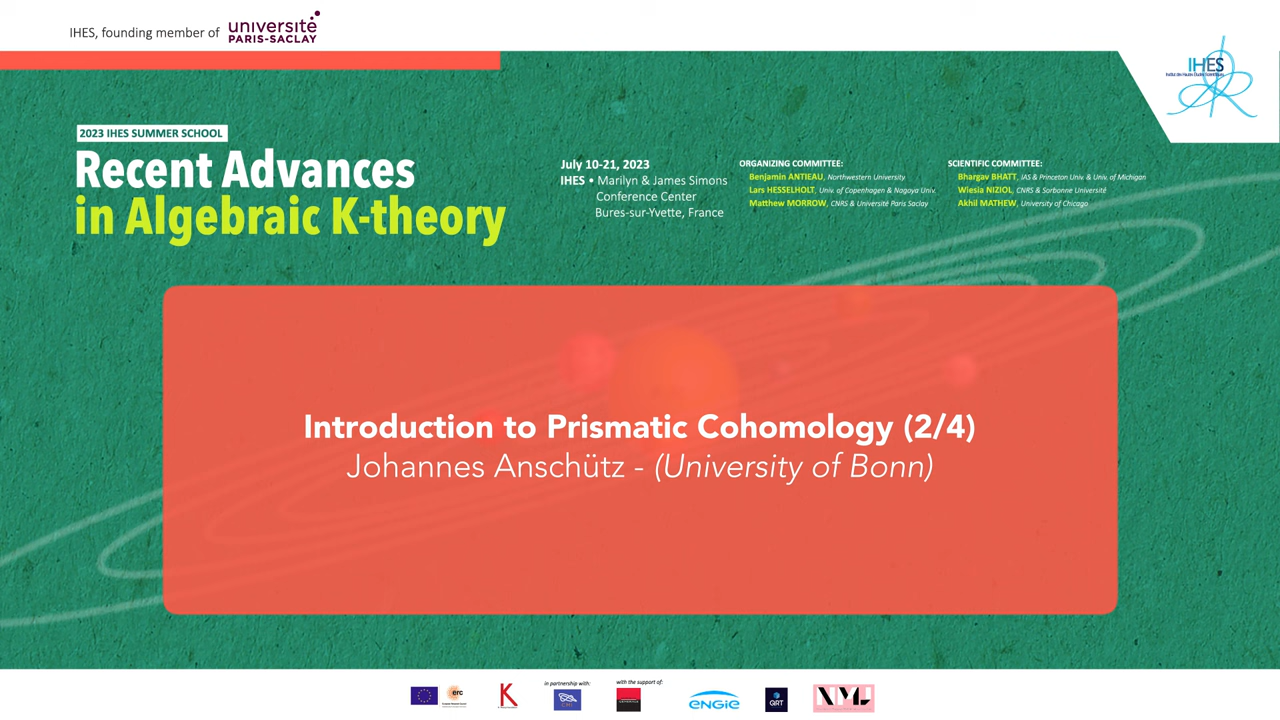 IHES, founding member of
université
PARIS-SACLAY
IHES
2023 IHES SUMMER SCHOOL
Recent Advances
in Algebraic K-theory
July 10-21, 2023
IHES • Marilyn & James Simons
Conference Center
Bures-sur-Yvette, France
ORGANIZING COMMITTEE:
Benjamin ANTIEAU, Northwestern University
Lars HESSELHOLT, Univ. of Copenhagen & Nagoya Univ.
Matthew MORROW, CNRS & Université Paris Saclay
SCIENTIFIC COMMITTEE:
Bhargav BHATT, IAS & Princeton Univ. & Univ. of Michigan
Wiesia NIZIOL, CNRS & Sorbonne Université
Akhil MATHEW, University of Chicago
Introduction to Prismatic Cohomology (2/4)
Johannes Anschütz - (University of Bonn)
erc
K
in partnership with:
with the support of:
ENGIE